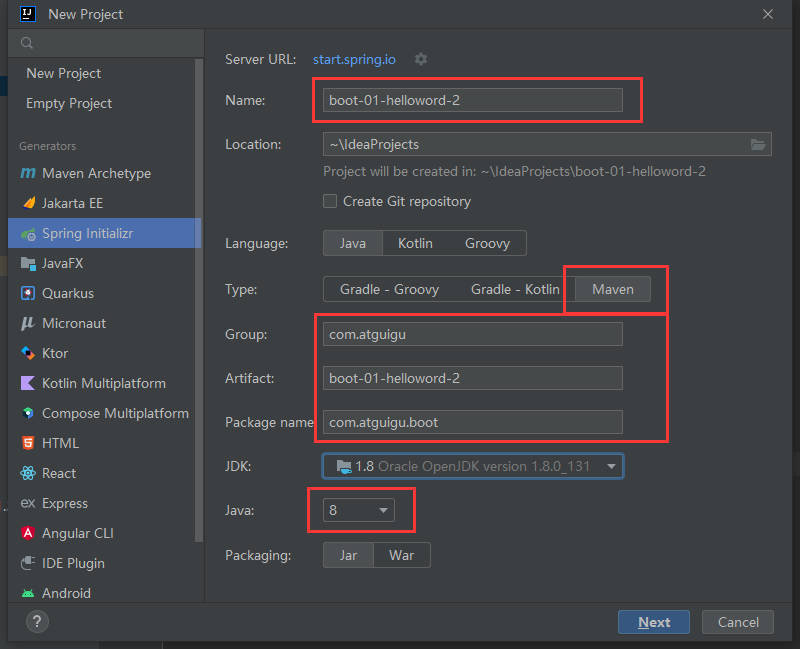 New Project
New Project
Empty Project
Generators
Maven Archetype
Jakarta EE
Spring Initializr
JavaFX
Quarkus
Micronaut
Ktor
Kotlin Multiplatform
Compose Multiplatform
HTML
React
Express
Angular CLI
IDE Plugin
Android
Server URL: start.spring.io
Name: boot-01-helloword-2
Location: ~\IdeaProjects
Project will be created in: ~\IdeaProjects\boot-01-helloword-2
Create Git repository
Language: Java Kotlin Groovy
Type: Gradle - Groovy Gradle - Kotlin Maven
Group: com.atguigu
Artifact: boot-01-helloword-2
Package name com.atguigu.boot
JDK: 1.8 Oracle OpenJDK version 1.8.0_131
Java: 8
Packaging: Jar War
? Next Cancel